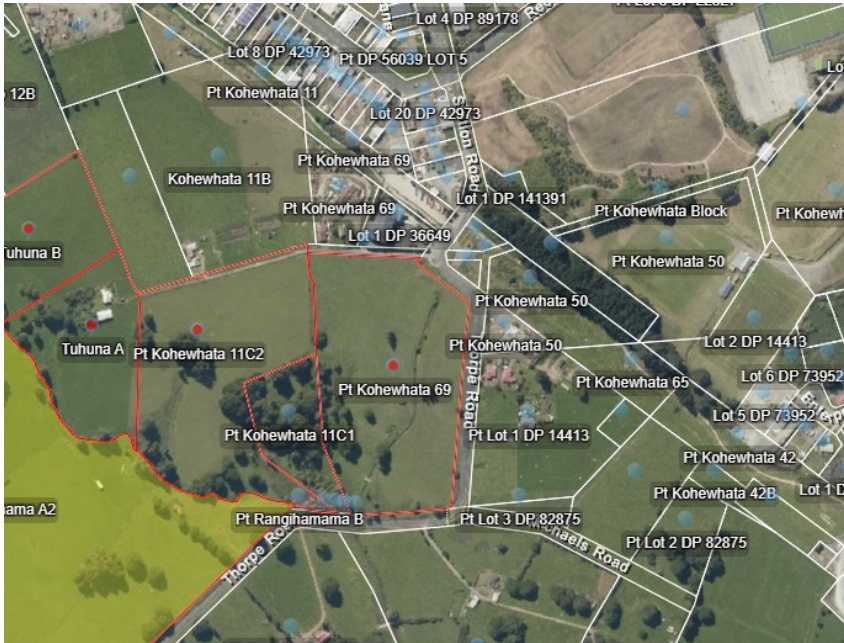 Lot 4 DP 89178
Lot 8 DP 42973
Pt DP 56039 LOT 5
Pt Kohewhata 11
12B
Lot 20 DP 42973
Pt Kohewhata 69
Kohewhata 11B
Lot 1 DP 141391
Pt Kohewhata 69
Pt Kohewhata Block
Lot 1 DP 36649
Tuhuna B
Pt Kohewhata 50
Pt Kohewhata 50
Lot 2 DP 14413
Tuhuna A
Pt Kohewhata 11C2
Pt Kohewhata 50
Lot 6 DP 73952
Pt Kohewhata 69
Pt Kohewhata 65
Lot 5 DP 73952
Pt Kohewhata 11C1
Pt Lot 1 DP 14413
Pt Kohewhata 42
Pt Kohewhata 42B
ama A2
Pt Rangihamama B
Pt Lot 3 DP 82875
Pt Lot 2 DP 82875
Thorpe Road